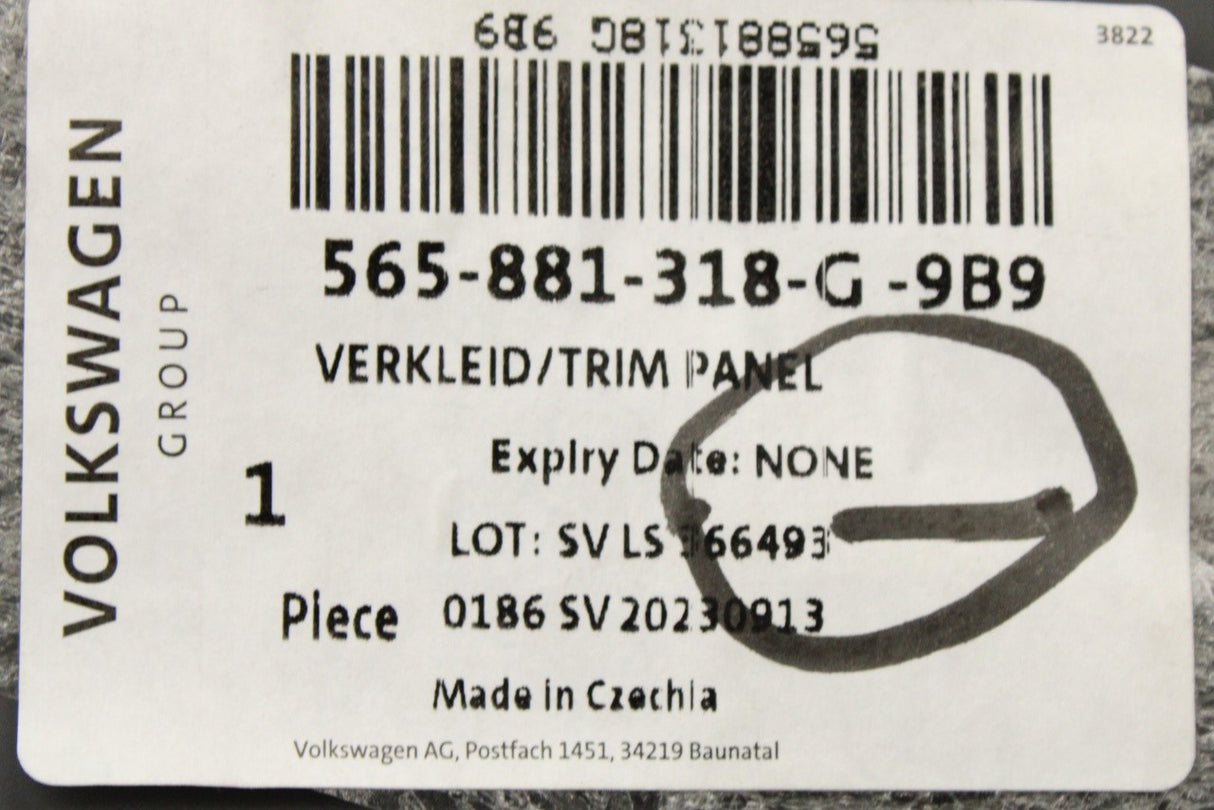 565881318G 9B9
3822
VOLKSWAGEN
GROUP
565-881-318-G -9B9
VERKLEID/TRIM PANEL
Expiry Date: NONE
1
LOT: SV LS 366493
Piece
0186 SV 20230913
Made in Czechia
Volkswagen AG, Postfach 1451, 34219 Baunatal